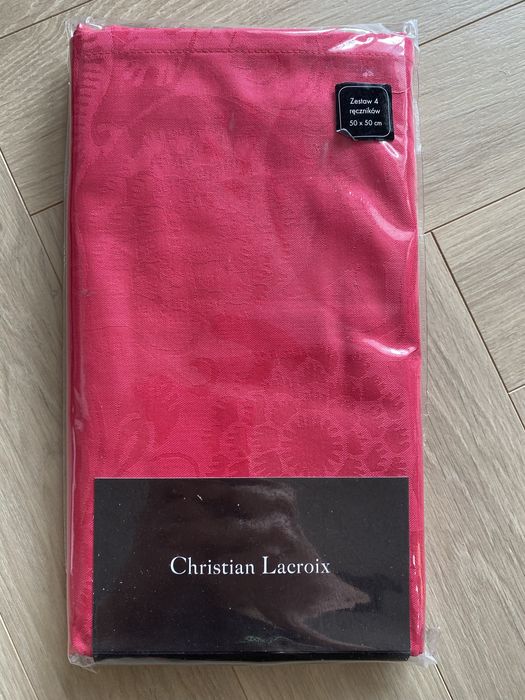 Zestaw 4
ręczników
50 x 50 cm
Christian Lacroix